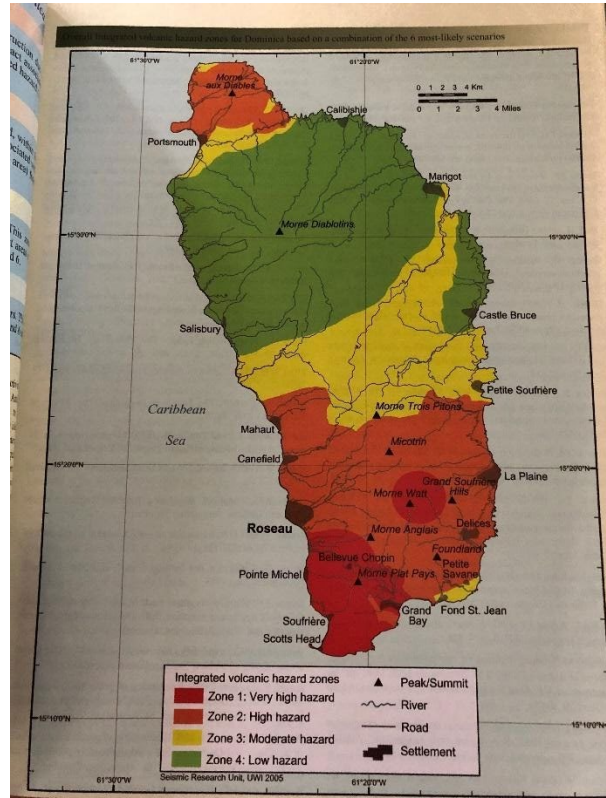 Overall Integrated volcanic hazard zones for Dominica based on a combination of the 6 most-likely scenarios
61°30'0"W
61°20'0"W
Morne
aux Diables
0 1 2 3 4 Km
0 1 2 3 4 Miles
Calibishie
Portsmouth
Marigot
Morne Diablotins
15°30'0"N
15°30'0"N
Castle Bruce
Salisbury
Petite Soufrière
Caribbean
Sea
Morne Trois Pitons
Mahaut
Micotrin
Canefield
15°20'0"N
15°20'0"N
La Plaine
Grand Soufrière
Hills
Morne Watt
Roseau
Delices
Morne Anglais
Foundland
Bellevue Chopin
Petite
Savane
Pointe Michel
Morne Plat Pays
Grand
Bay
Fond St. Jean
Soufrière
Scotts Head
Integrated volcanic hazard zones
Zone 1: Very high hazard
Zone 2: High hazard
Zone 3: Moderate hazard
Zone 4: Low hazard
Peak/Summit
River
Road
Settlement
15°10'0"N
15°10'0"N
61°30'0"W
Seismic Research Unit, UWI 2005
61°20'0"W